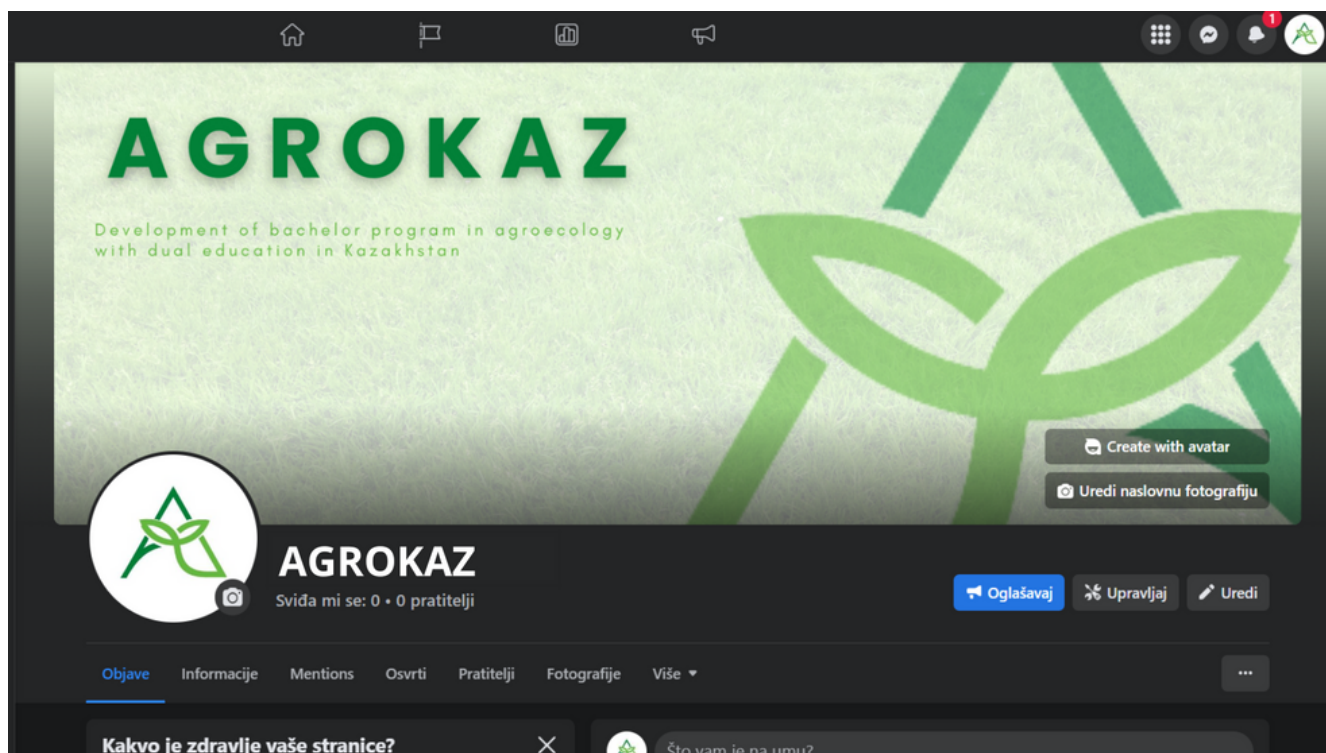 1
AGROKAZ
Development of bachelor program in agroecology
with dual education in Kazakhstan
Create with avatar
Uredi naslovnu fotografiju
AGROKAZ
Sviđa mi se: 0 • 0 pratitelji
Oglašavaj Upravljaj Uredi
Objave Informacije Mentions Osvrti Pratitelji Fotografije Više
Kakvo je zdravlje vaše stranice?
Što vam je na umu?